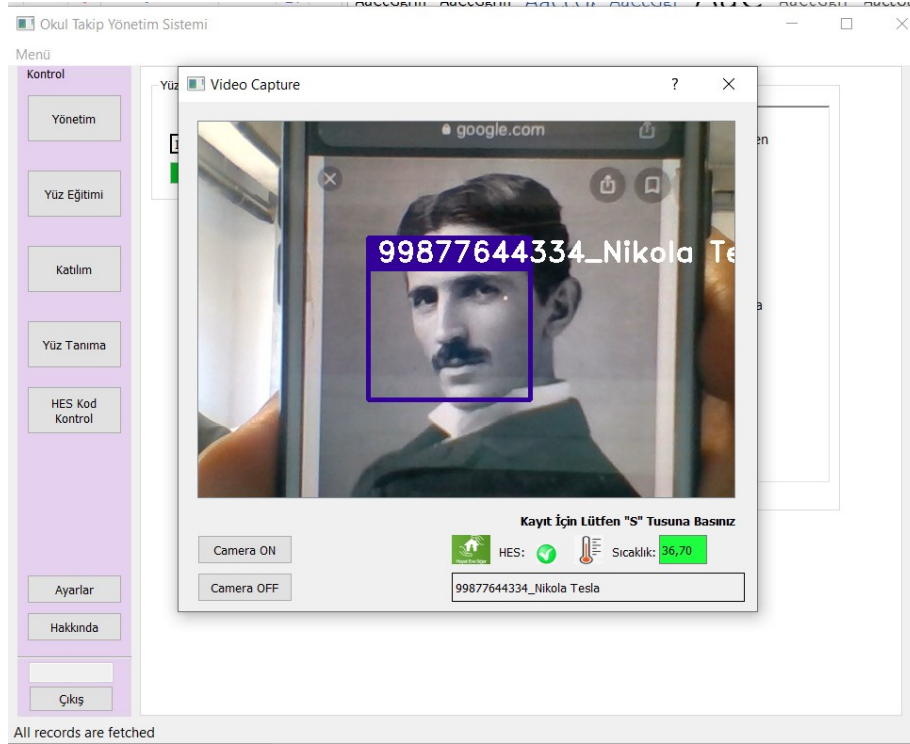 Okul Takip Yönetim Sistemi
Menü
Kontrol
Yönetim
Yüz Eğitimi
Katılım
Yüz Tanıma
HES Kod
Kontrol
Ayarlar
Hakkında
Çıkış
All records are fetched
Yüz
en
a
Video Capture
?
google.com
99877644334_Nikola Te
Kayıt İçin Lütfen "S" Tusuna Basınız
Camera ON
HES:
Sıcaklık:
36,70
Camera OFF
99877644334_Nikola Tesla